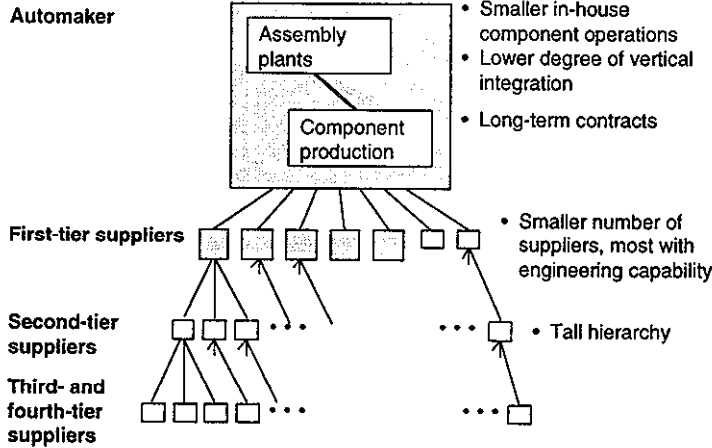 Automaker
Assembly
plants
Component
production
• Smaller in-house
component operations
• Lower degree of vertical
integration
• Long-term contracts
First-tier suppliers
• Smaller number of
suppliers, most with
engineering capability
Second-tier
suppliers
• • •
• • •
• Tall hierarchy
Third- and
fourth-tier
suppliers
• • •
• • •